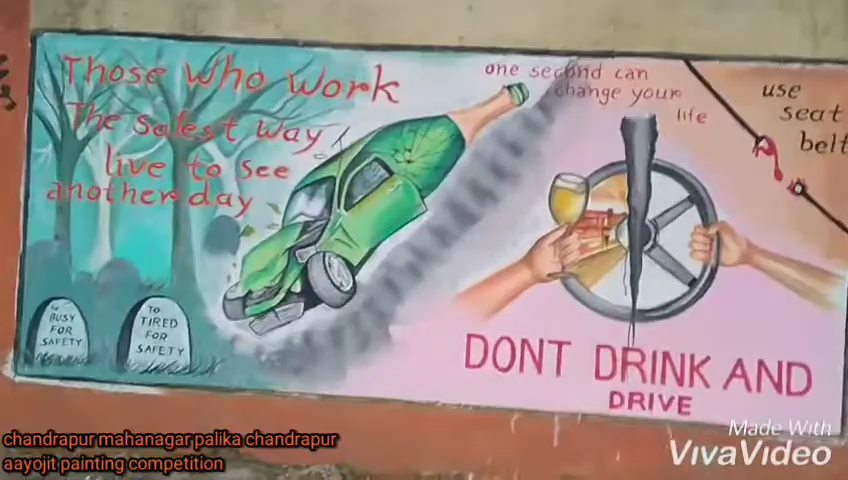 Those who work
The safest way
live to see
another day
one second can
change your
life
use
seat
belt
TO
BUSY
FOR
SAFETY
TO
TIRED
FOR
SAFETY
DONT DRINK AND
DRIVE
chandrapur mahanagar palika chandrapur
aayojit painting competition
Made With
VivaVideo